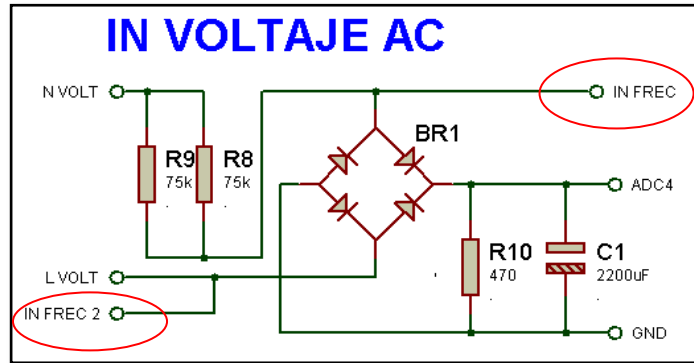 IN VOLTAJE AC
N VOLT
IN FREC
BR1
R9
75k
R8
75k
ADC4
R10
470
C1
2200uF
L VOLT
IN FREC 2
GND